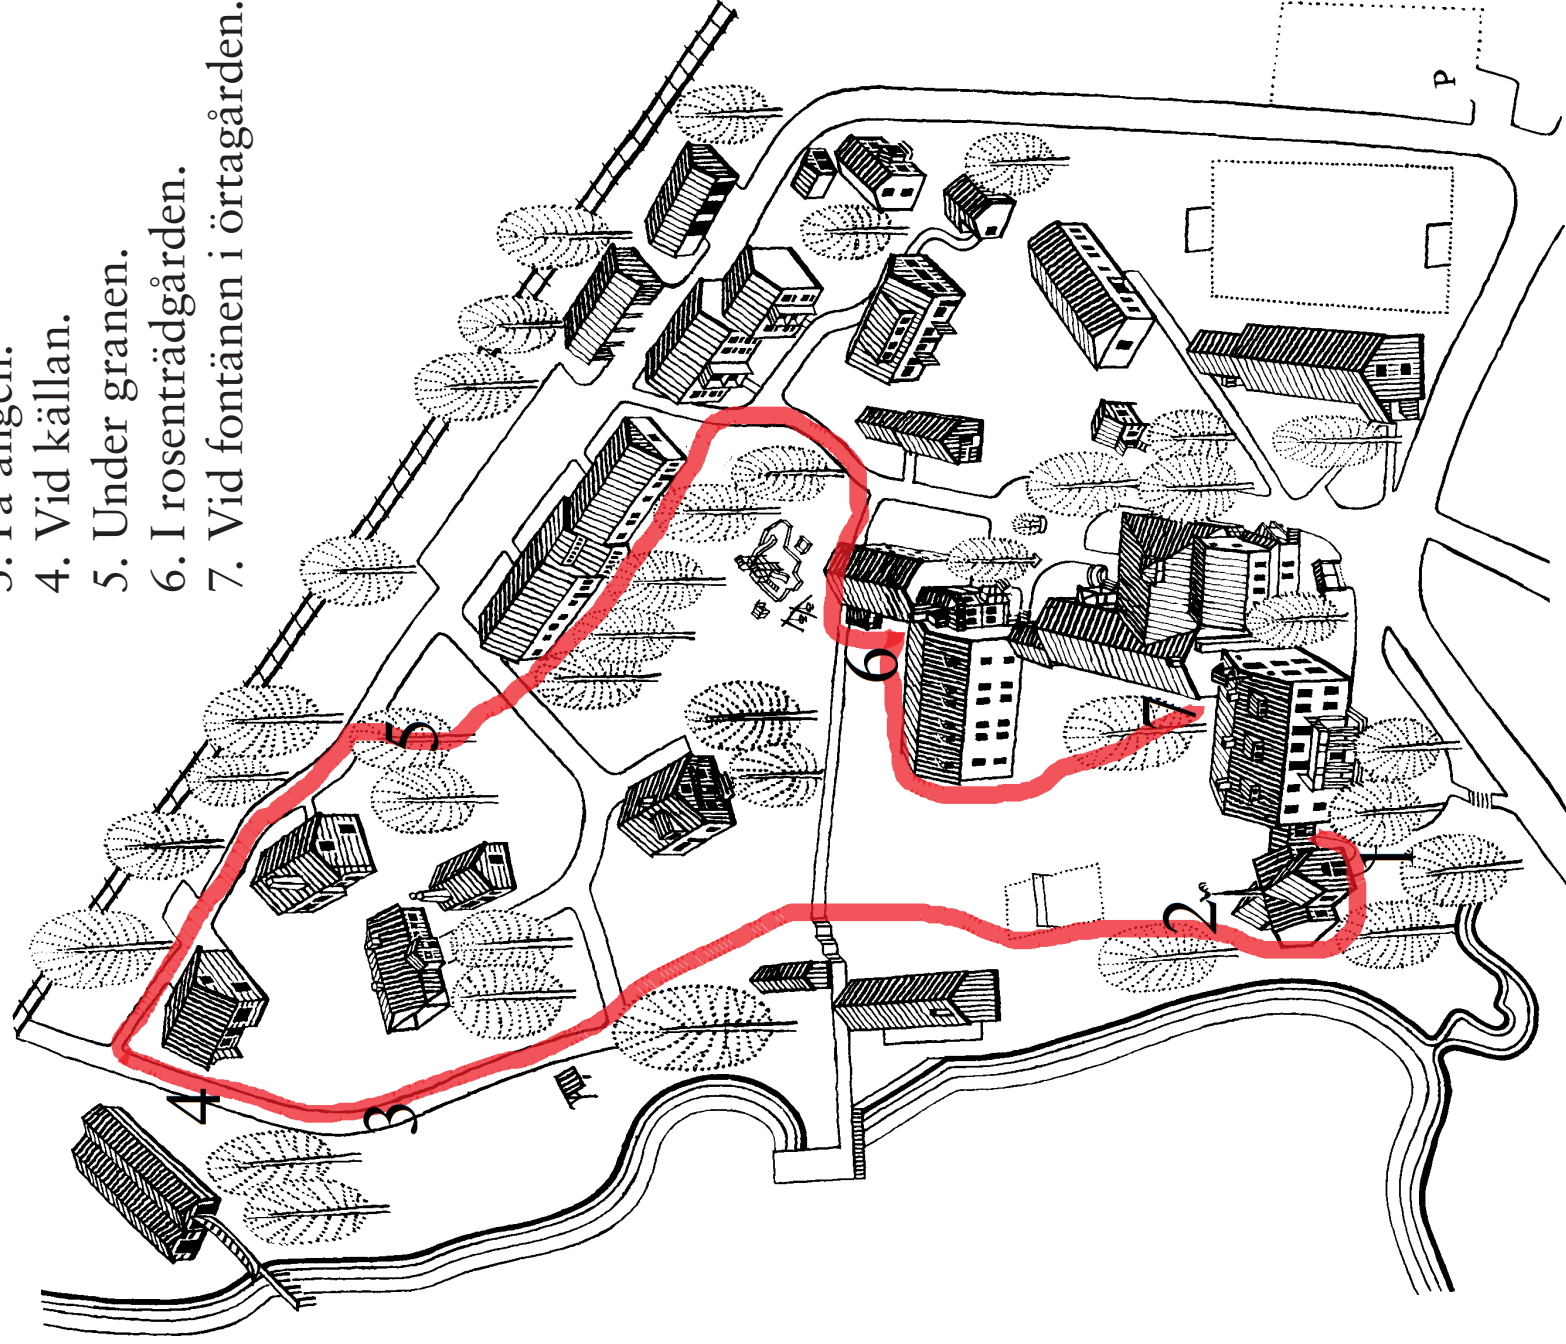 4. Vid källan.
5. Under granen.
6. I rosenträdgården.
7. Vid fontänen i örtagården.
P
5
6
7
2
1
4
3